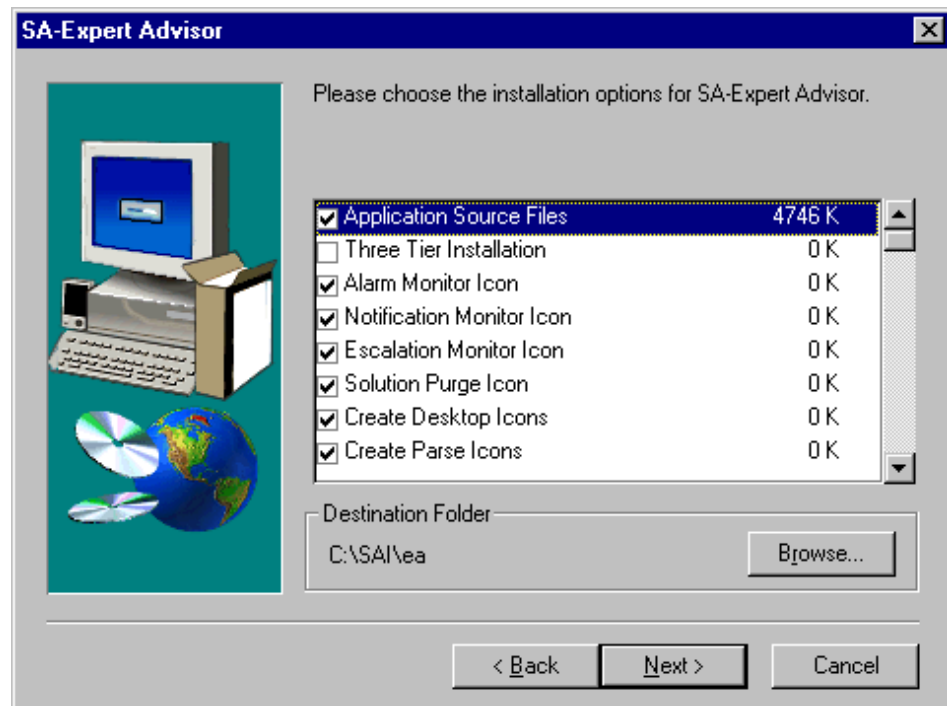 SA-Expert Advisor
Please choose the installation options for SA-Expert Advisor.
Application Source Files 4746 K
Three Tier Installation 0 K
Alarm Monitor Icon 0 K
Notification Monitor Icon 0 K
Escalation Monitor Icon 0 K
Solution Purge Icon 0 K
Create Desktop Icons 0 K
Create Parse Icons 0 K
Destination Folder
C:\SAI\ea Browse...
< Back Next > Cancel